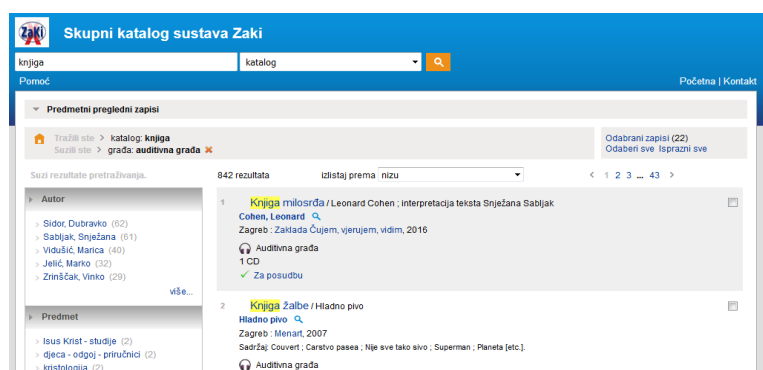 ZaKi Skupni katalog sustava Zaki
knjiga katalog
Pomoć Početna | Kontakt
Predmetni pregledni zapisi
Tražili ste > katalog: knjiga
Suzili ste > građa: auditivna građa
Odabrani zapisi (22)
Odaberi sve Isprazni sve
Suzi rezultate pretraživanja.
842 rezultata izlistaj prema nizu < 1 2 3 ... 43 >
Autor
Sidor, Dubravko (62)
Sabljak, Snježana (61)
Vidušić, Marica (40)
Jelić, Marko (32)
Zrinščak, Vinko (29)
više...
Predmet
Isus Krist - studije (2)
djeca - odgoj - priručnici (2)
kristologija (2)
1 Knjiga milosrđa / Leonard Cohen ; interpretacija teksta Snježana Sabljak
Cohen, Leonard
Zagreb : Zaklada Čujem, vjerujem, vidim, 2016
Auditivna građa
1 CD
Za posudbu
2 Knjiga žalbe / Hladno pivo
Hladno pivo
Zagreb : Menart, 2007
Sadržaj: Couvert ; Carstvo pasea ; Nije sve tako sivo ; Superman ; Planeta [etc.].
Auditivna građa